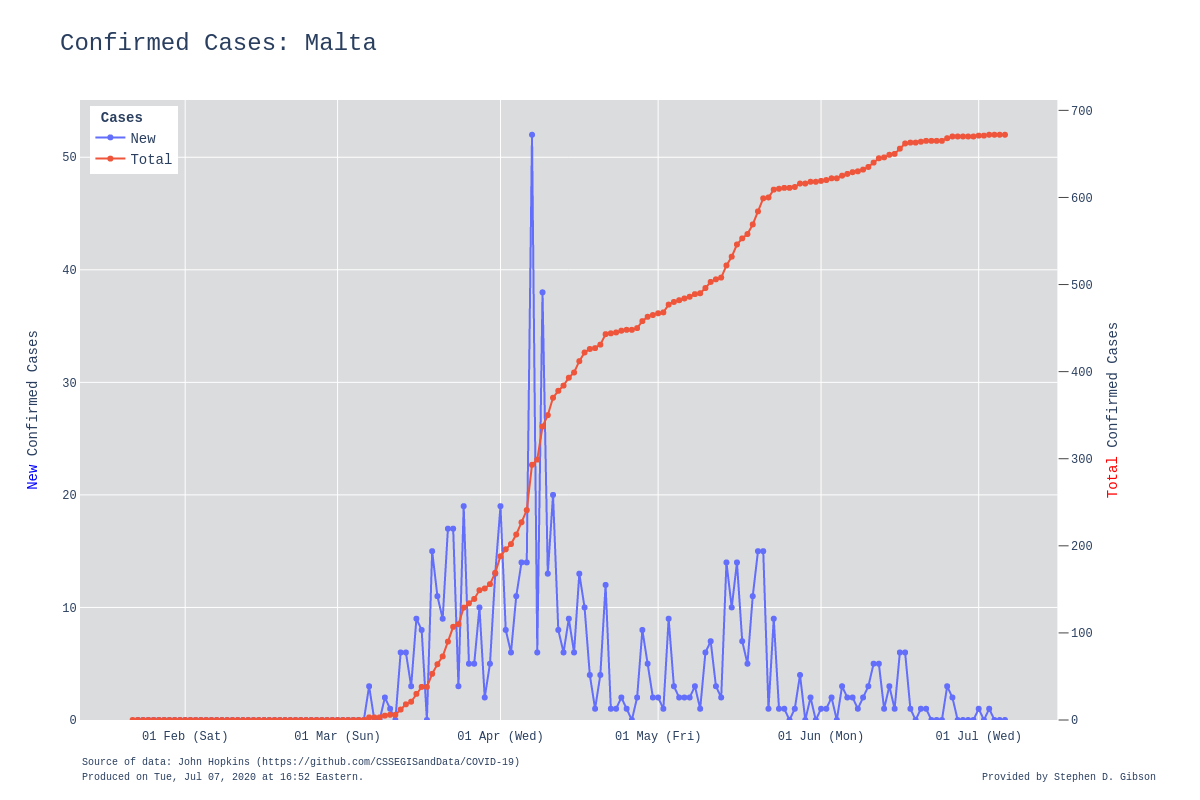 Confirmed Cases: Malta
Cases
New
Total
50
40
30
20
10
0
700
600
500
400
300
200
100
0
New Confirmed Cases
Total Confirmed Cases
01 Feb (Sat)
01 Mar (Sun)
01 Apr (Wed)
01 May (Fri)
01 Jun (Mon)
01 Jul (Wed)
Source of data: John Hopkins (https://github.com/CSSEGISandData/COVID-19)
Produced on Tue, Jul 07, 2020 at 16:52 Eastern.
Provided by Stephen D. Gibson